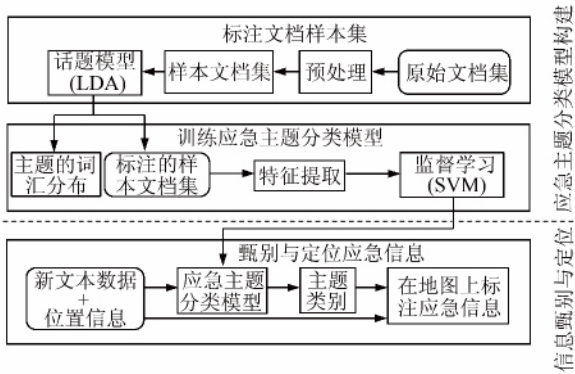 标注文档样本集
话题模型
(LDA)
样本文档集
预处理
原始文档集
训练应急主题分类模型
主题的词
汇分布
标注的样
本文档集
特征提取
监督学习
(SVM)
甄别与定位应急信息
新文本数据
+
位置信息
应急主题
分类模型
主题
类别
在地图上标
注应急信息
应急主题分类模型构建
信息甄别与定位